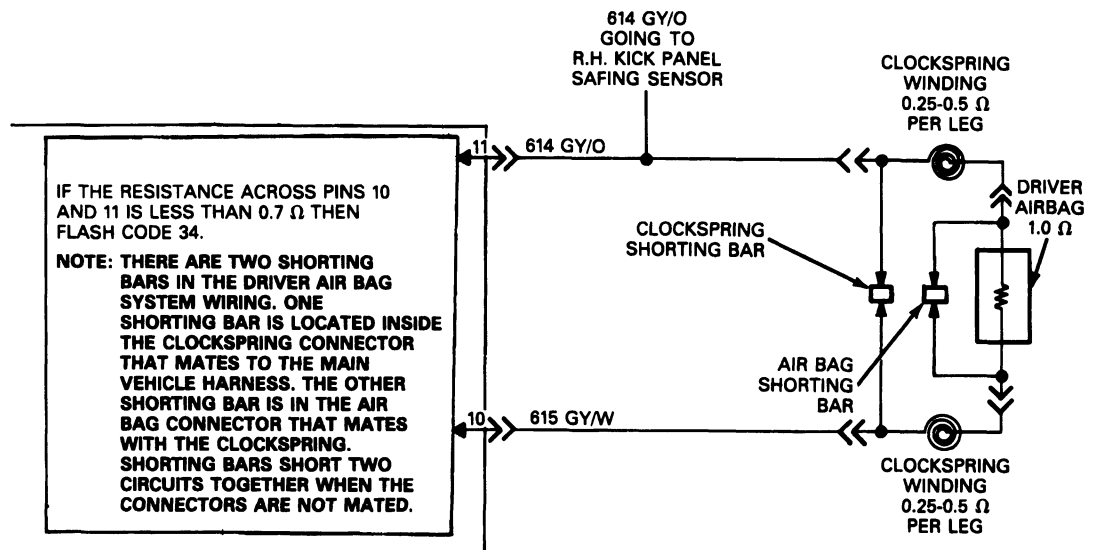 614 GY/O
GOING TO
R.H. KICK PANEL
SAFING SENSOR
CLOCKSPRING
WINDING
0.25-0.5 Ω
PER LEG
11
614 GY/O
IF THE RESISTANCE ACROSS PINS 10
AND 11 IS LESS THAN 0.7 Ω THEN
FLASH CODE 34.
NOTE: THERE ARE TWO SHORTING
BARS IN THE DRIVER AIR BAG
SYSTEM WIRING. ONE
SHORTING BAR IS LOCATED INSIDE
THE CLOCKSPRING CONNECTOR
THAT MATES TO THE MAIN
VEHICLE HARNESS. THE OTHER
SHORTING BAR IS IN THE AIR
BAG CONNECTOR THAT MATES
WITH THE CLOCKSPRING.
SHORTING BARS SHORT TWO
CIRCUITS TOGETHER WHEN THE
CONNECTORS ARE NOT MATED.
DRIVER
AIRBAG
1.0 Ω
CLOCKSPRING
SHORTING BAR
AIR BAG
SHORTING
BAR
10
615 GY/W
CLOCKSPRING
WINDING
0.25-0.5 Ω
PER LEG